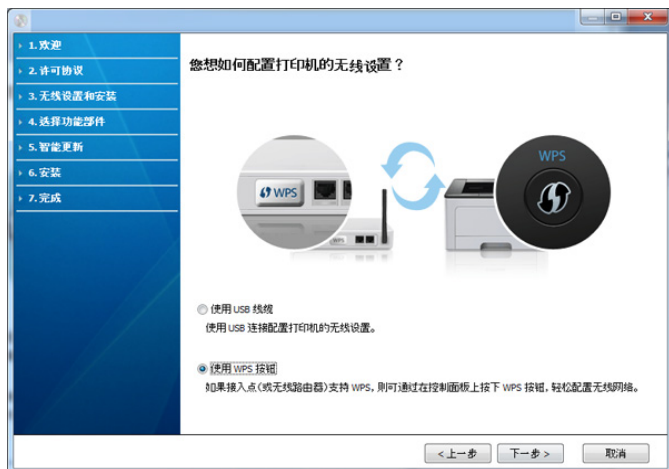 1.欢迎
2.许可协议
3.无线设置和安装
4.选择功能部件
5.智能更新
6.安装
7.完成
您想如何配置打印机的无线设置？
WPS
WPS
WPS
使用 USB 线缆
使用 USB 连接配置打印机的无线设置。
使用 WPS 按钮
如果接入点(或无线路由器)支持 WPS，则可通过在控制面板上按下 WPS 按钮，轻松配置无线网络。
<上一步
下一步>
取消